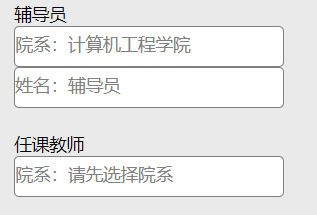 辅导员
院系：计算机工程学院
姓名：辅导员
任课教师
院系：请先选择院系